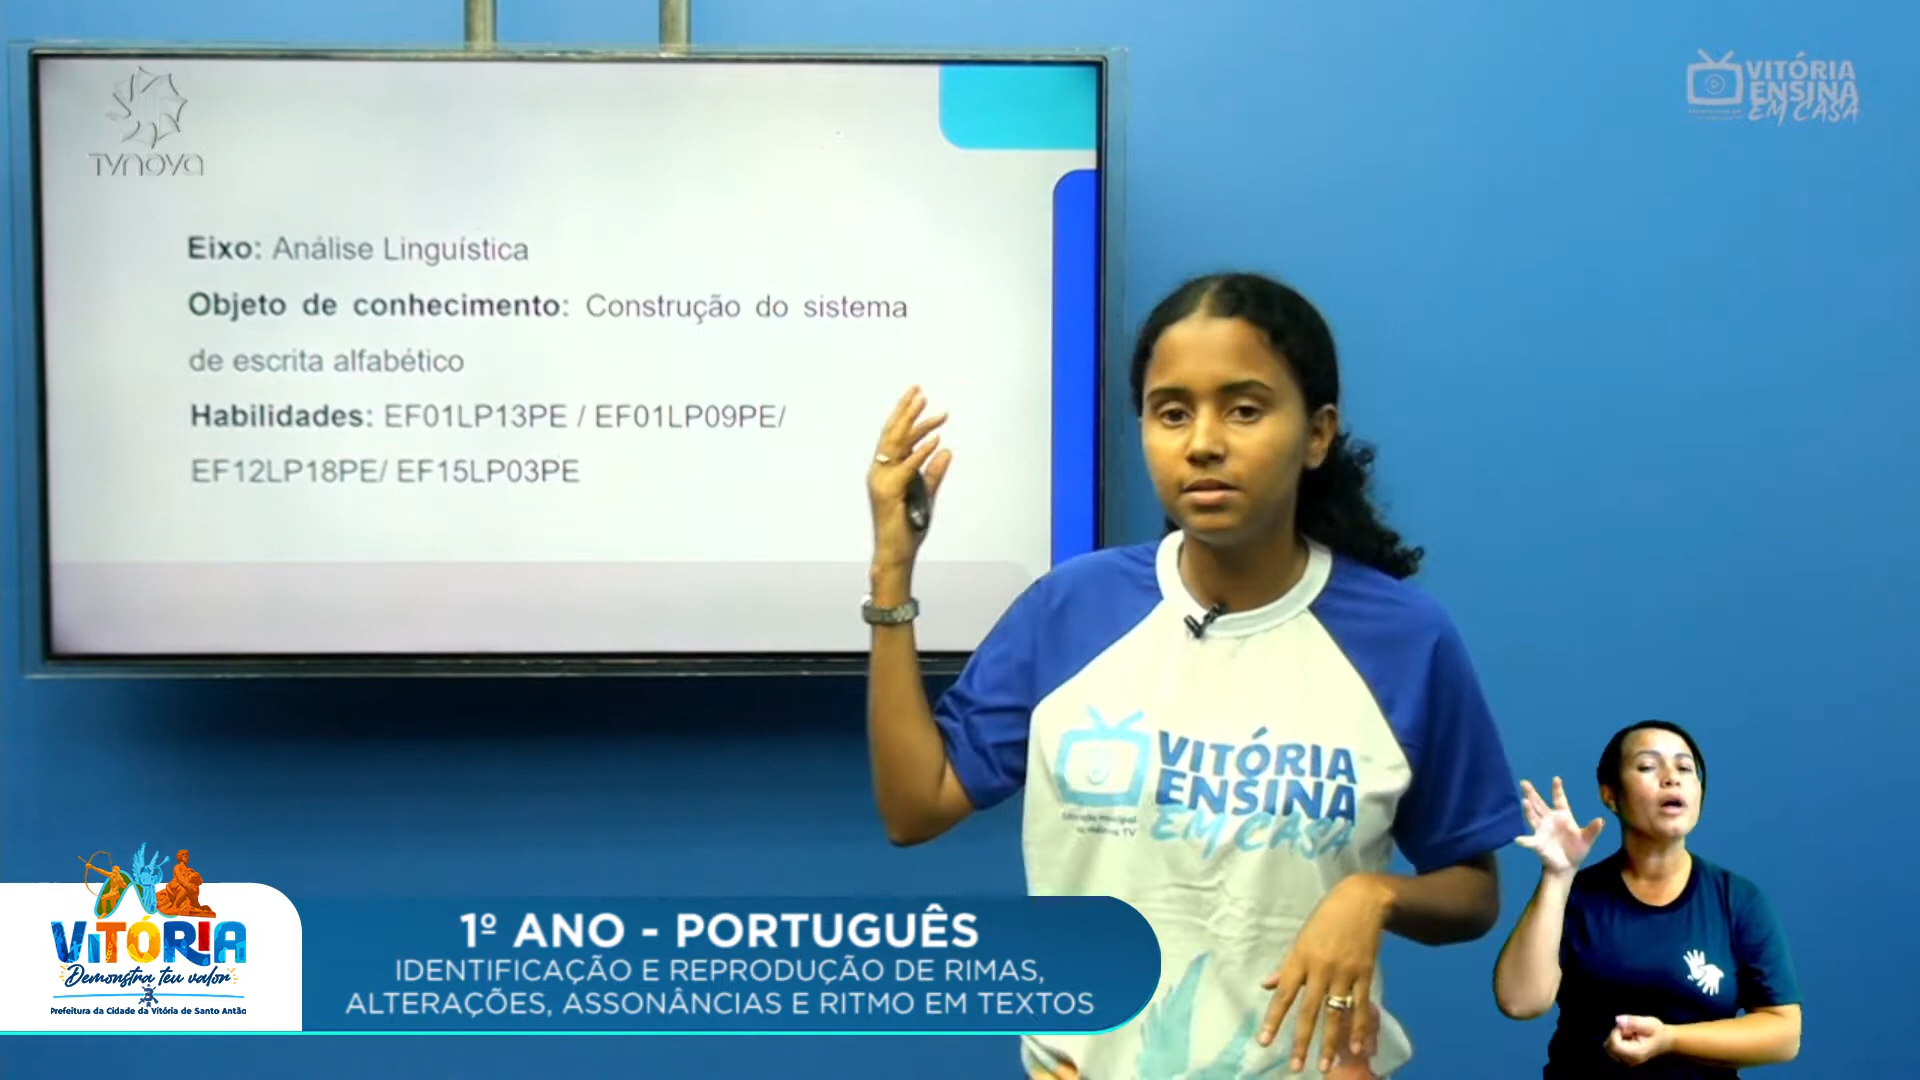 TVNOVA
VITÓRIA
ENSINA
EM CASA
Eixo: Análise Linguística
Objeto de conhecimento: Construção do sistema
de escrita alfabético
Habilidades: EF01LP13PE / EF01LP09PE/
EF12LP18PE/ EF15LP03PE
VITÓRIA
ENSINA
EM CASA
VITÓRIA
Demonstra teu valor
Prefeitura da Cidade da Vitória de Santo Antão
1º ANO - PORTUGUÊS
IDENTIFICAÇÃO E REPRODUÇÃO DE RIMAS,
ALTERAÇÕES, ASSONÂNCIAS E RITMO EM TEXTOS